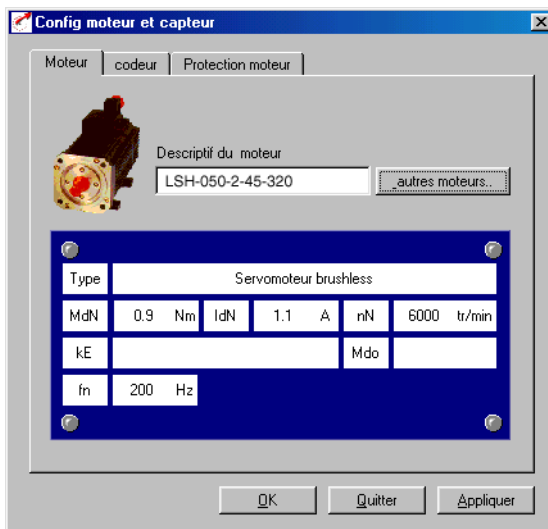 Config moteur et capteur
Moteur codeur Protection moteur
Descriptif du moteur
LSH-050-2-45-320 _autres moteurs..
Type Servomoteur brushless
MdN 0.9 Nm IdN 1.1 A nN 6000 tr/min
kE Mdo
fn 200 Hz
OK Quitter Appliquer